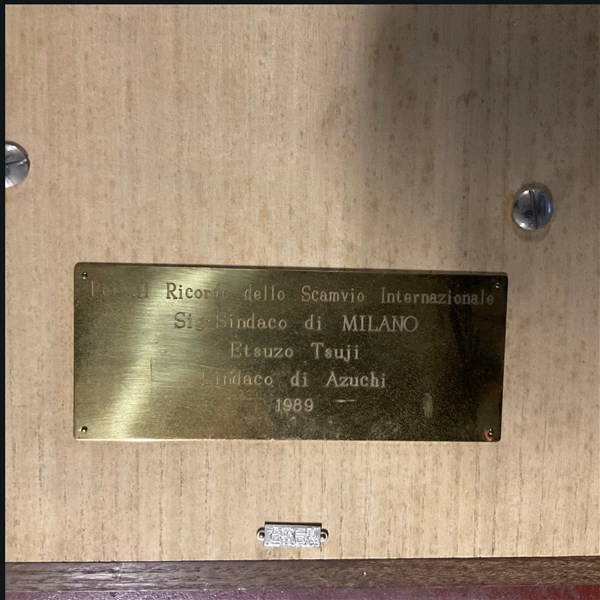 Per Il Ricordo dello Scamvio Internazionale
Sig Sindaco di MILANO
Etsuzo Tsuji
Sindaco di Azuchi
1989